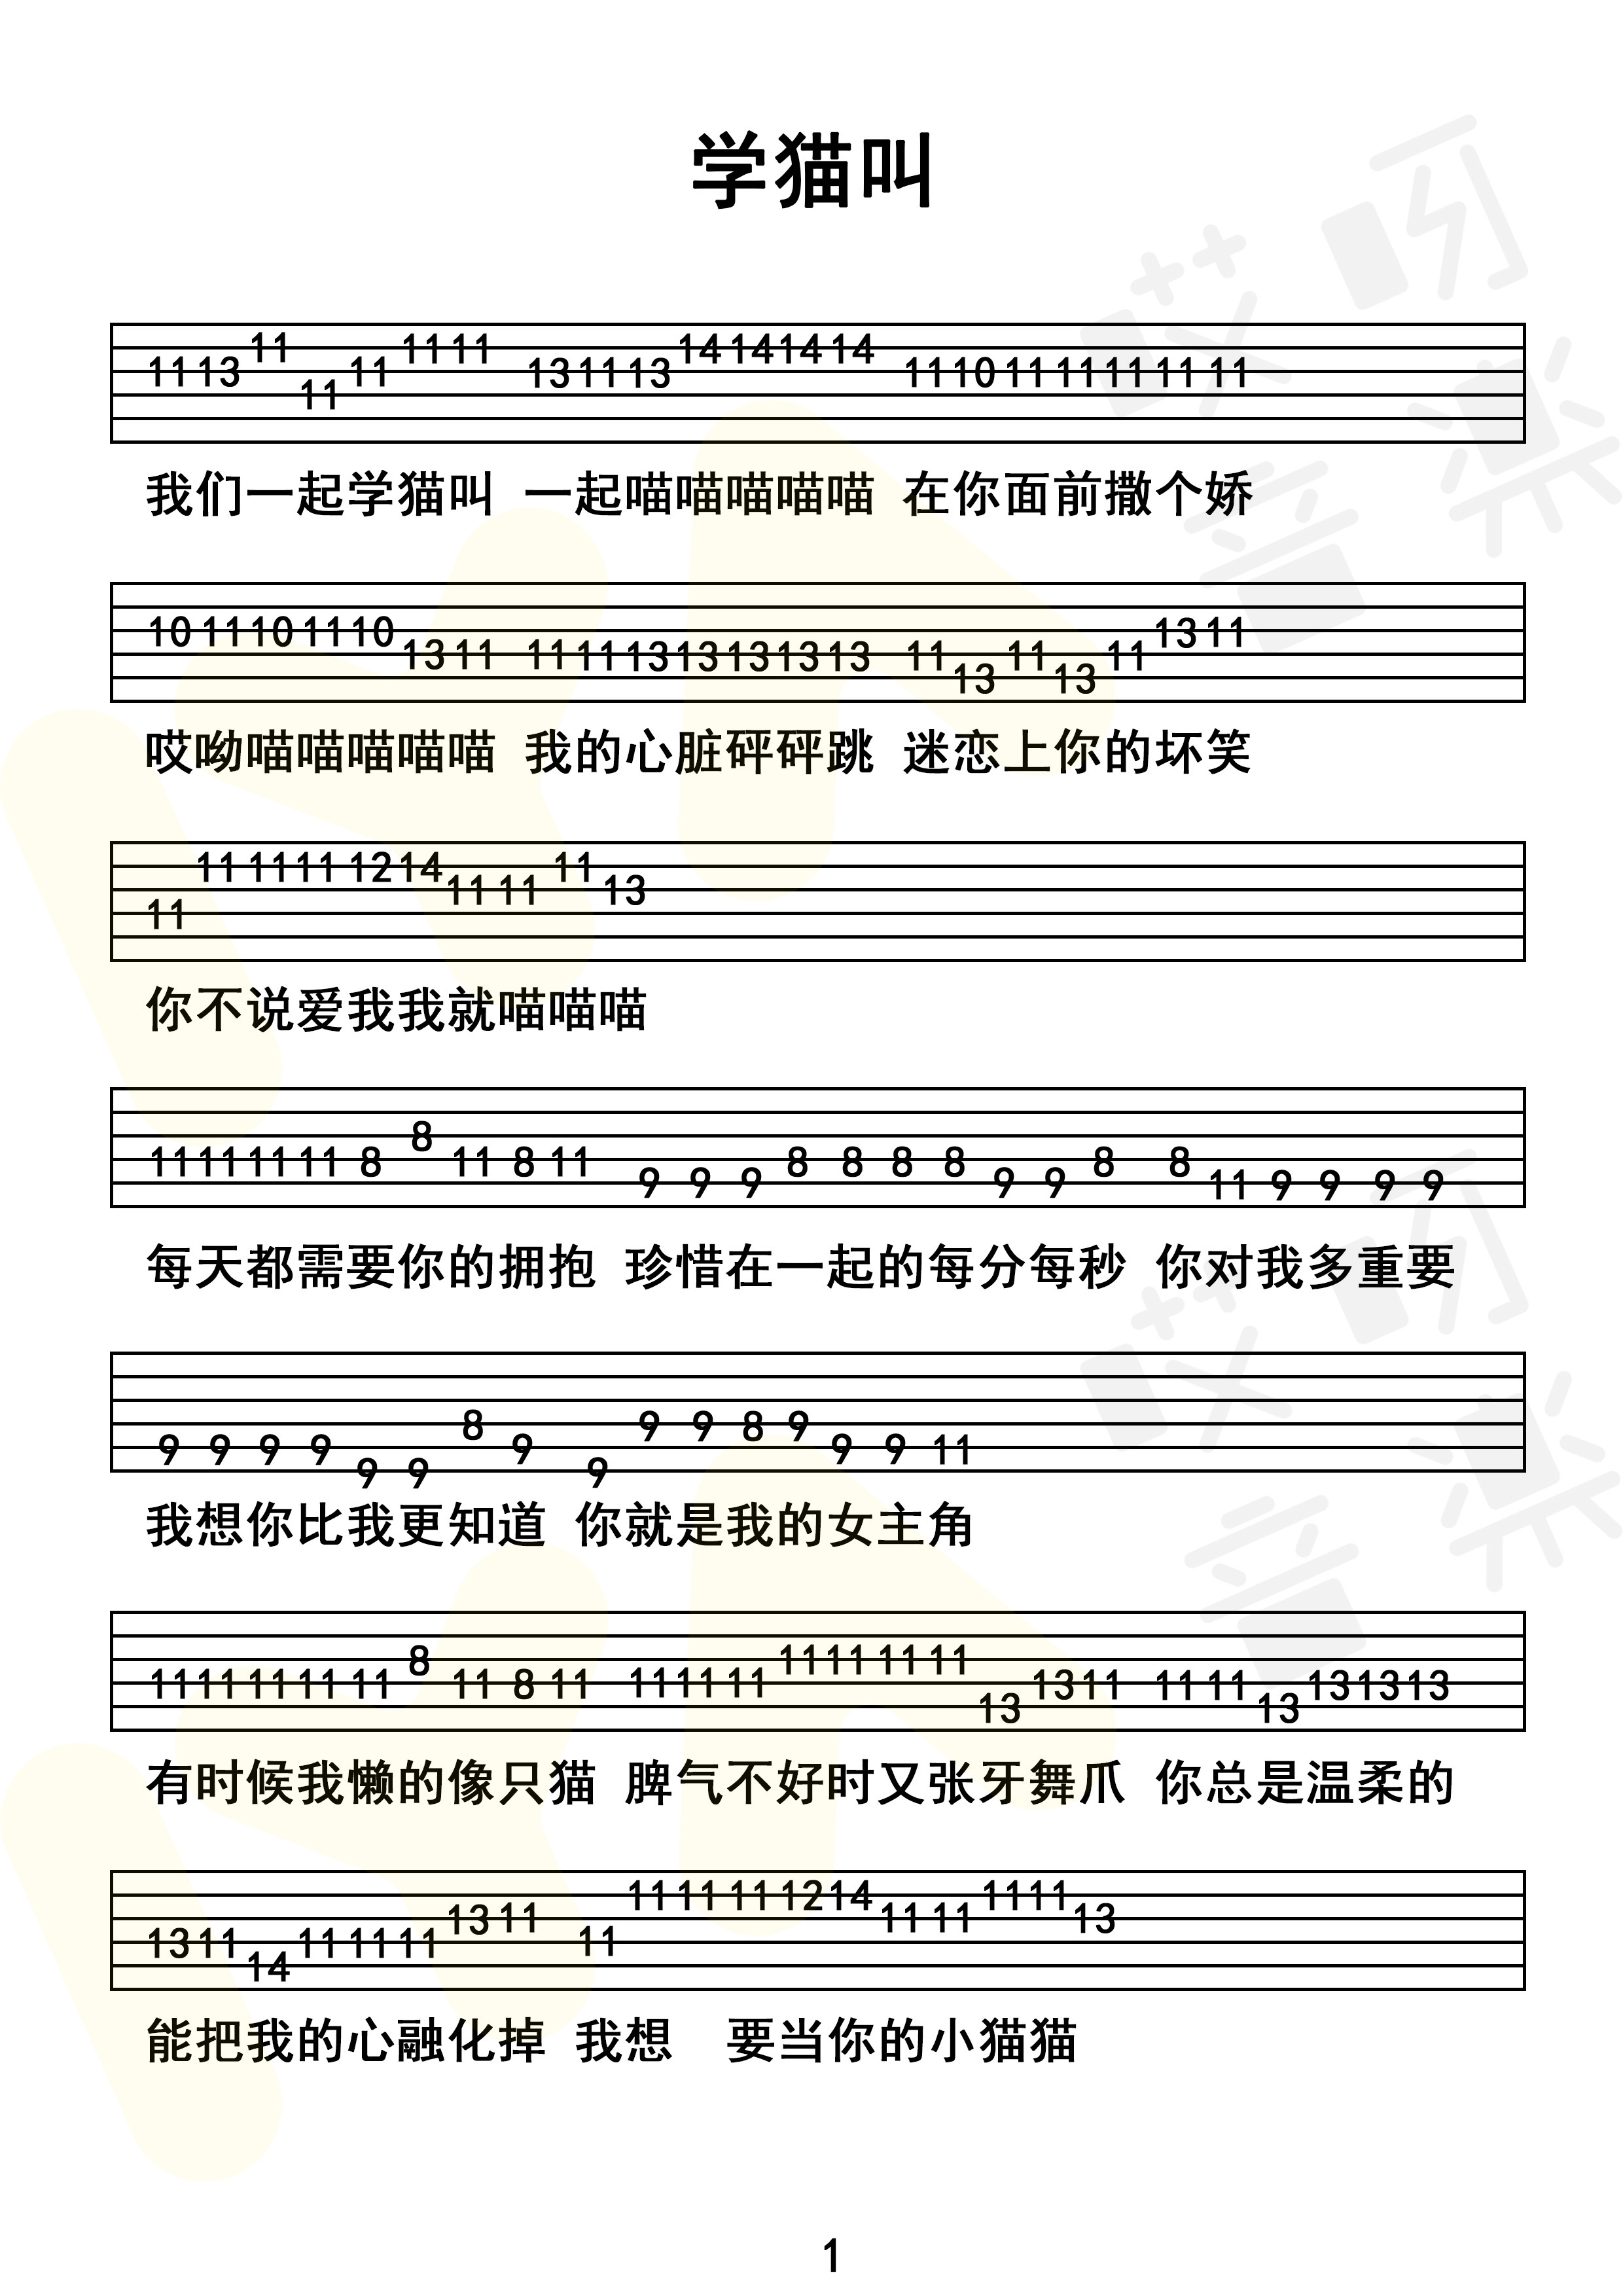 学猫叫
哎呦音乐
11 13 11 11 11 11 11 13 11 13 14 14 14 14 11 10 11 11 11 11 11
我们一起学猫叫 一起喵喵喵喵喵 在你面前撒个娇
10 11 10 11 10 13 11 11 11 13 13 13 13 13 11 13 11 13 11 13 11
哎呦喵喵喵喵喵 我的心脏砰砰跳 迷恋上你的坏笑
11 11 11 11 12 14 11 11 11 13
你不说爱我我就喵喵喵
11 11 11 11 8 8 11 8 11 9 9 9 8 8 8 8 9 9 8 8 11 9 9 9 9
每天都需要你的拥抱 珍惜在一起的每分每秒 你对我多重要
哎呦音乐
9 9 9 9 9 9 8 9 9 9 9 8 9 9 9 11
我想你比我更知道 你就是我的女主角
11 11 11 11 11 8 11 8 11 11 11 11 11 11 11 11 13 13 11 11 11 13 13 13 13
有时候我懒的像只猫 脾气不好时又张牙舞爪 你总是温柔的
13 11 14 11 11 11 13 11 11 11 11 11 12 14 11 11 11 11 13
能把我的心融化掉 我想 要当你的小猫猫
1